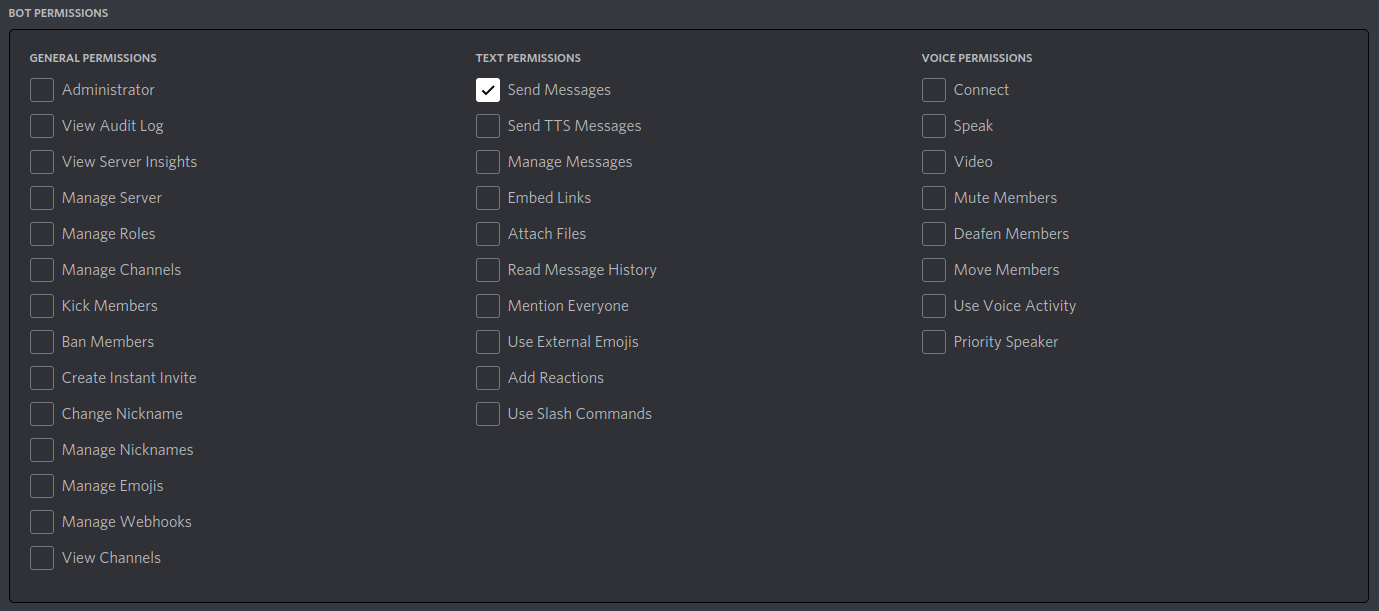 BOT PERMISSIONS
GENERAL PERMISSIONS
Administrator
View Audit Log
View Server Insights
Manage Server
Manage Roles
Manage Channels
Kick Members
Ban Members
Create Instant Invite
Change Nickname
Manage Nicknames
Manage Emojis
Manage Webhooks
View Channels
TEXT PERMISSIONS
Send Messages
Send TTS Messages
Manage Messages
Embed Links
Attach Files
Read Message History
Mention Everyone
Use External Emojis
Add Reactions
Use Slash Commands
VOICE PERMISSIONS
Connect
Speak
Video
Mute Members
Deafen Members
Move Members
Use Voice Activity
Priority Speaker